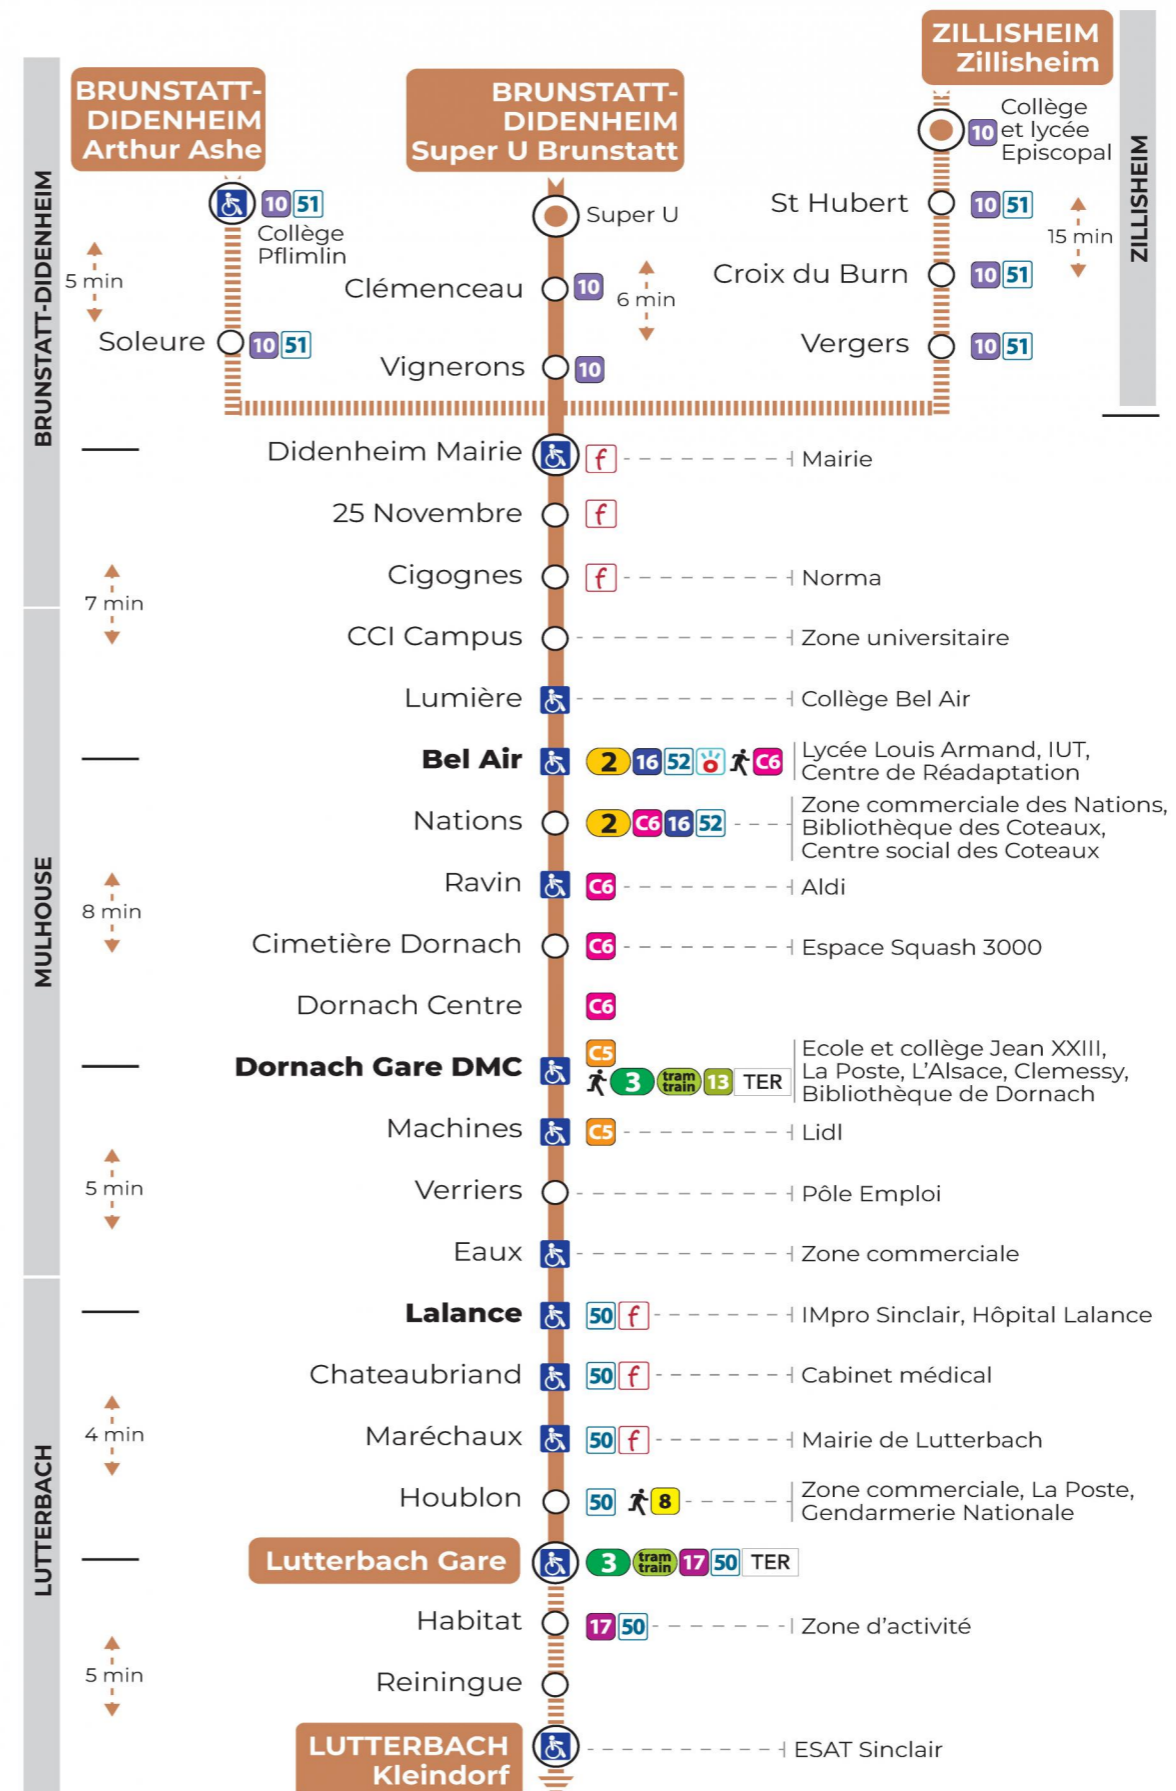 ZILLISHEIM
Zillisheim
BRUNSTATT-
DIDENHEIM
Arthur Ashe
BRUNSTATT-
DIDENHEIM
Super U Brunstatt
Collège
10 et lycée
Episcopal
10 51
Collège
Pflimlin
Super U
St Hubert 10 51
15 min
5 min
Clémenceau 10
6 min
Croix du Burn 10 51
Soleure 10 51
Vignerons 10
Vergers 10 51
BRUNSTATT-DIDENHEIM
ZILLISHEIM
Didenheim Mairie f Mairie
25 Novembre f
Cigognes f Norma
7 min
CCI Campus Zone universitaire
Lumière Collège Bel Air
Bel Air 2 16 52 C6 Lycée Louis Armand, IUT,
Centre de Réadaptation
Nations 2 C6 16 52 Zone commerciale des Nations,
Bibliothèque des Coteaux,
Centre social des Coteaux
MULHOUSE
Ravin C6 Aldi
8 min
Cimetière Dornach C6 Espace Squash 3000
Dornach Centre C6
Dornach Gare DMC C5 Ecole et collège Jean XXIII,
3 tram train 13 TER La Poste, L'Alsace, Clemessy,
Bibliothèque de Dornach
Machines C5 Lidl
5 min
Verriers Pôle Emploi
Eaux Zone commerciale
Lalance 50 f IMpro Sinclair, Hôpital Lalance
Chateaubriand 50 f Cabinet médical
4 min
Maréchaux 50 f Mairie de Lutterbach
Houblon 50 8 Zone commerciale, La Poste,
Gendarmerie Nationale
LUTTERBACH
Lutterbach Gare 3 tram train 17 50 TER
Habitat 17 50 Zone d'activité
5 min
Reiningue
LUTTERBACH
Kleindorf
ESAT Sinclair